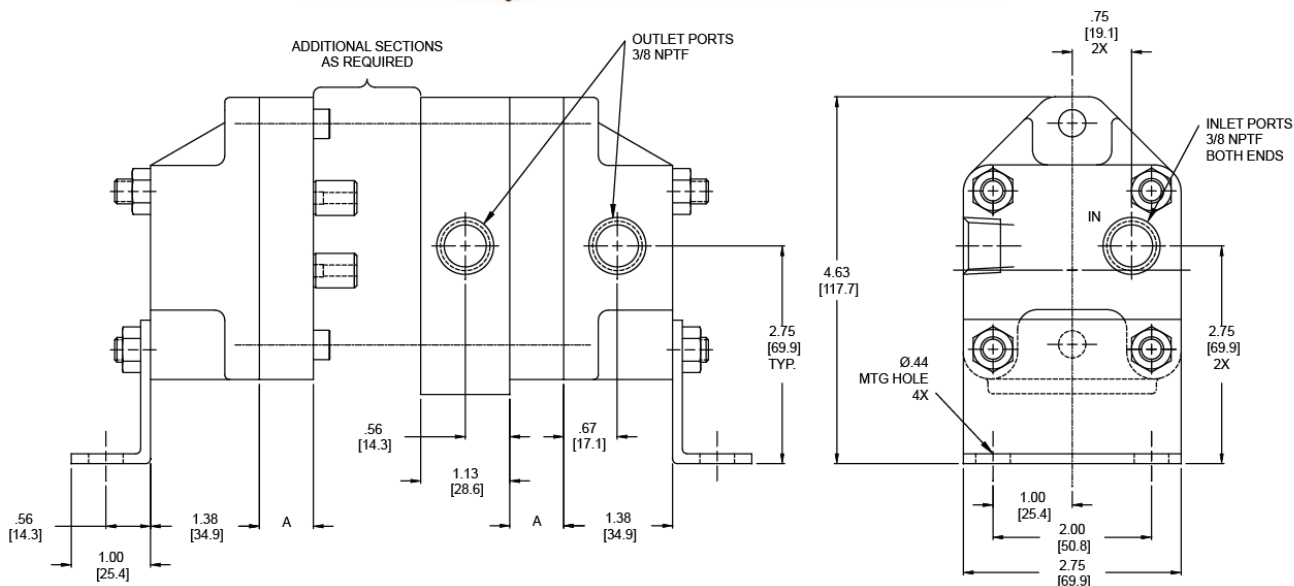 ADDITIONAL SECTIONS
AS REQUIRED
OUTLET PORTS
3/8 NPTF
2.75
[69.9]
TYP.
.56
[14.3]
.67
[17.1]
1.13
[28.6]
.56
[14.3]
1.38
[34.9]
A
A
1.38
[34.9]
1.00
[25.4]
.75
[19.1]
2X
INLET PORTS
3/8 NPTF
BOTH ENDS
IN
4.63
[117.7]
2.75
[69.9]
2X
Ø.44
MTG HOLE
4X
1.00
[25.4]
2.00
[50.8]
2.75
[69.9]